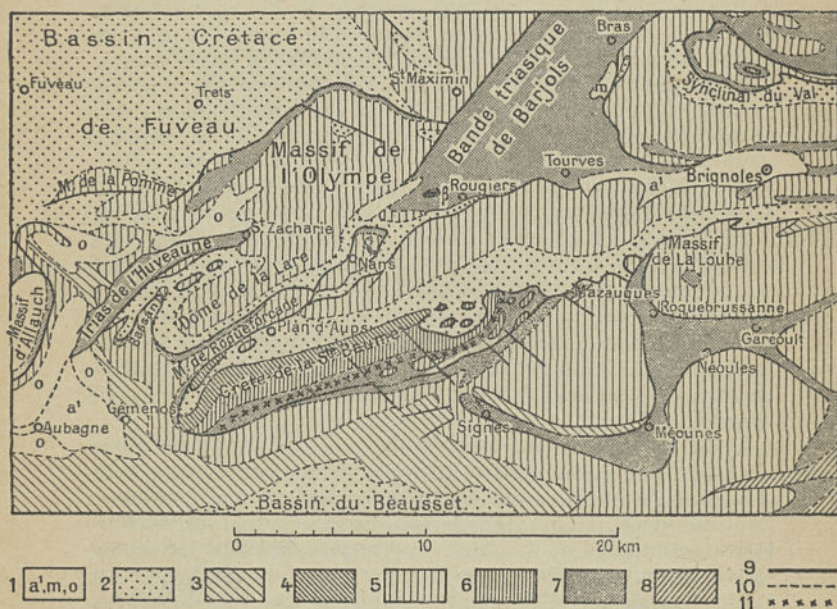 Bassin Crétacé
de Fuveau
Fuveau
Trets
St Maximin
Bras
m
Synclinal du Val
Bande triasique
de Barjols
Massif de
l'Olympe
Mt de la Pomme
Tourves
Brignoles
a¹
β
Rougiers
o
o
St Zacharie
Trias de l'Huveaune
Nans
Massif
de La Loube
Dôme de la Lare
Bassan
Massif
d'Allauch
Mt de Roqueforcade
Plan d'Aups
Mazaugues
Roquebrussanne
Garéoult
Néoules
Crête de la Ste Baume
o
o
a¹
Gémenos
Aubagne
o
Signes
Méounes
Bassin du Beausset
0 10 20 km
1 a¹,m,o 2 3 4 5 6 7 8
9
10
11